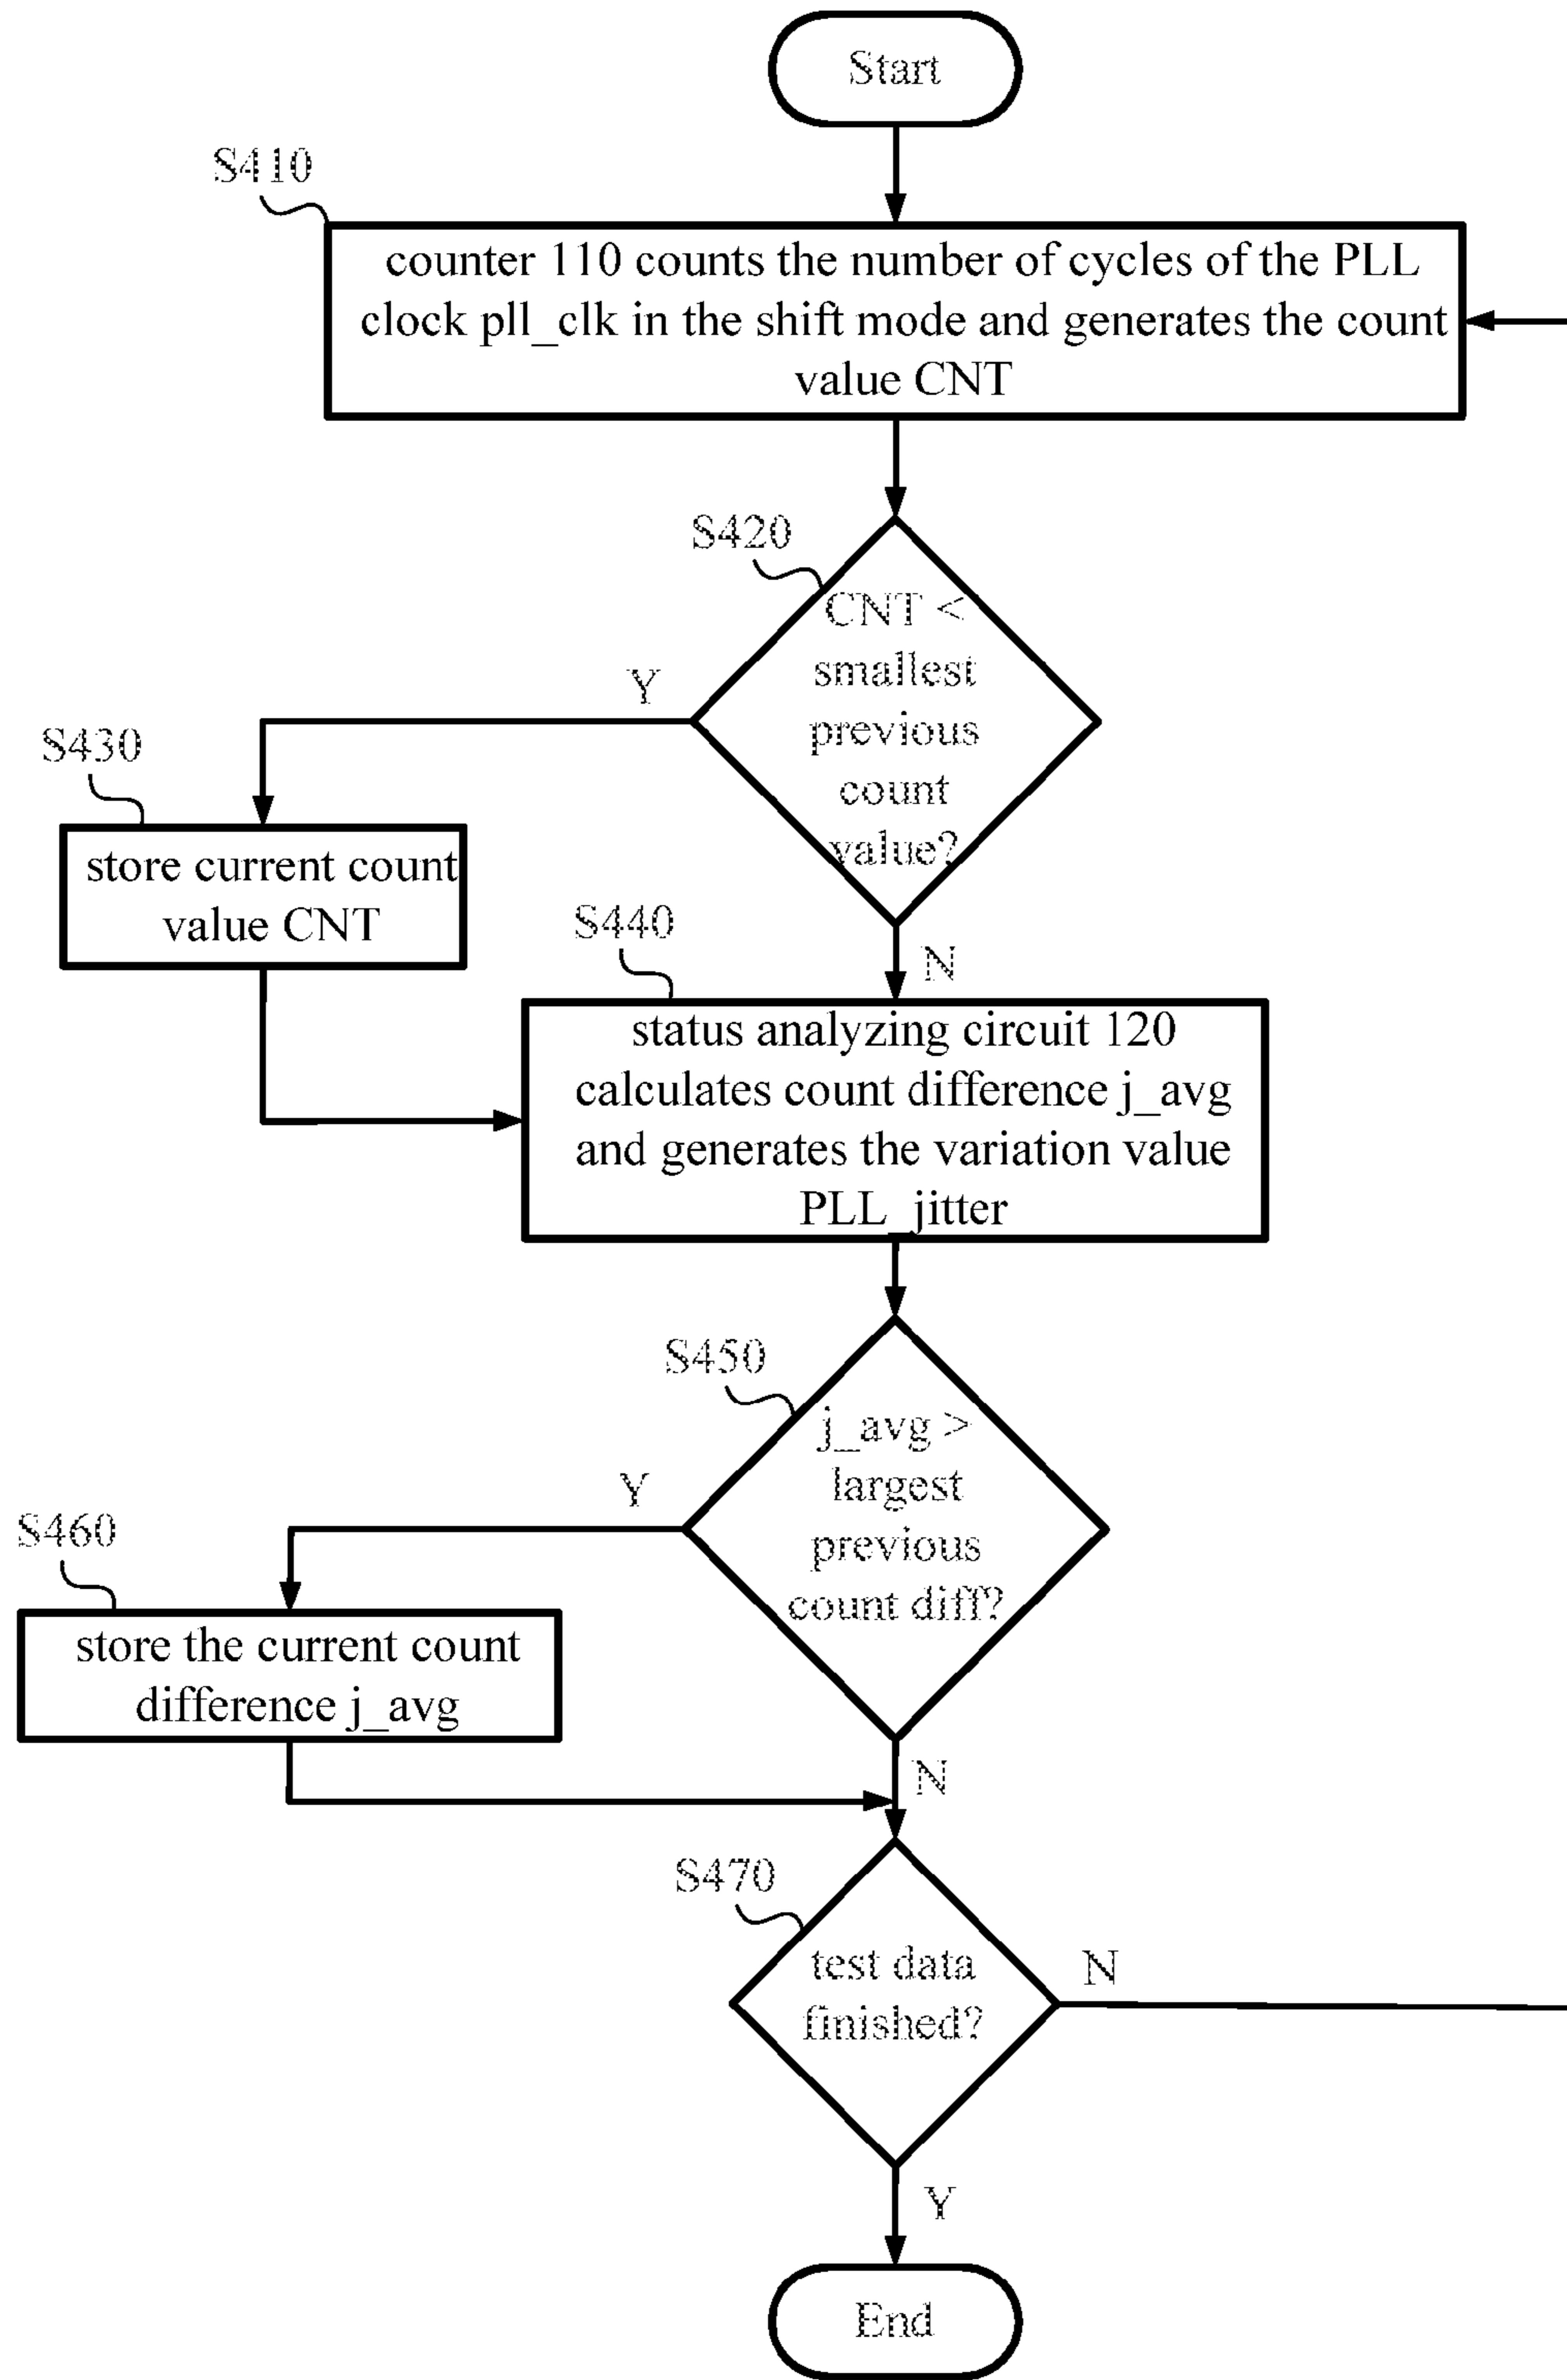 Start
S410
counter 110 counts the number of cycles of the PLL
clock pll_clk in the shift mode and generates the count
value CNT
S420
CNT <
smallest
previous
count
value?
Y
N
S430
store current count
value CNT
S440
status analyzing circuit 120
calculates count difference j_avg
and generates the variation value
PLL_jitter
S450
j_avg >
largest
previous
count diff?
Y
N
S460
store the current count
difference j_avg
S470
test data
finished?
N
Y
End